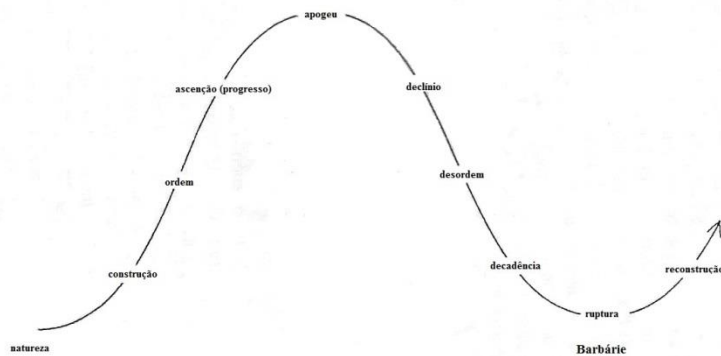 apogeu
ascenção (progresso)
declínio
ordem
desordem
construção
decadência
reconstrução
ruptura
natureza
Barbárie